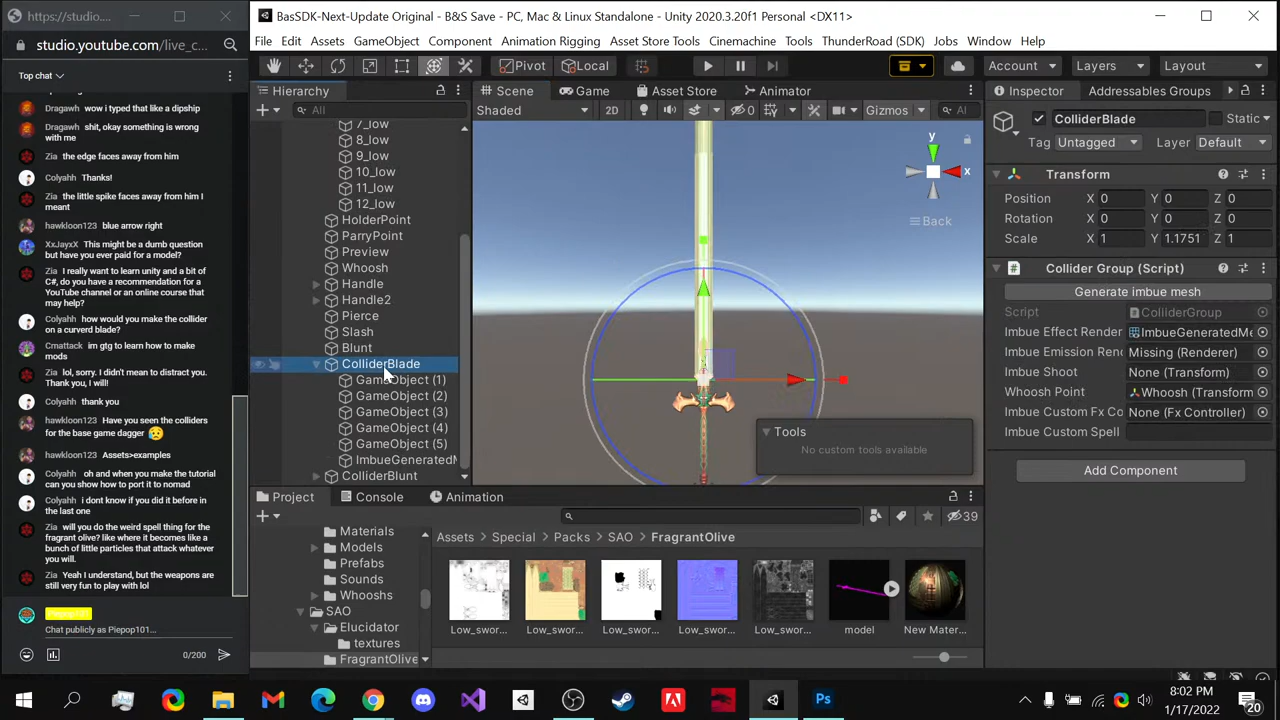 https://studio....
studio.youtube.com/live_c...
Top chat
Dragawh wow i typed that like a dipship
Dragawh shit, okay something is wrong
with me
Zia the edge faces away from him
Colyahh Thanks!
Zia the little spike faces away from him I
meant
hawkloon123 blue arrow right
XxJayxX This might be a dumb question
but have you ever paid for a model?
Zia I really want to learn unity and a bit of
C#, do you have a recommendation for a
YouTube channel or an online course that
may help?
Colyahh how would you make the collider
on a curverd blade?
Cmattack im gtg to learn how to make
mods
Zia lol, sorry. I didn't mean to distract you.
Thank you, I will!
Colyahh thank you
hawkloon123 Have you seen the colliders
for the base game dagger 😥
hawkloon123 Assets>examples
Colyahh oh and when you make the tutorial
can you show how to port it to nomad
Colyahh i dont know if you did it before in
the last one
Zia will you do the weird spell thing for the
fragrant olive? like where it becomes like a
bunch of little particles that attack whatever
you will.
Zia Yeah I understand, but the weapons are
still very fun to play with lol
Chat publicly as Piepop101...
0/200
BasSDK-Next-Update Original - B&S Save - PC, Mac & Linux Standalone - Unity 2020.3.20f1 Personal <DX11>
File Edit Assets GameObject Component Animation Rigging Asset Store Tools Cinemachine Tools ThunderRoad (SDK) Jobs Window Help
Pivot Local Account Layers Layout
Hierarchy
All
7_low
8_low
9_low
10_low
11_low
12_low
HolderPoint
ParryPoint
Preview
Whoosh
Handle
Handle2
Pierce
Slash
Blunt
ColliderBlade
GameObject (1)
GameObject (2)
GameObject (3)
GameObject (4)
GameObject (5)
ImbueGeneratedM
ColliderBlunt
Scene Game Asset Store Animator
Shaded 2D 0 Gizmos Al
y
x
Back
Tools
No custom tools available
Inspector Addressables Groups
ColliderBlade Static
Tag Untagged Layer Default
Transform
Position X 0 Y 0 Z 0
Rotation X 0 Y 0 Z 0
Scale X 1 Y 1.1751 Z 1
Collider Group (Script)
Generate imbue mesh
Script ColliderGroup
Imbue Effect Render ImbueGeneratedMe
Imbue Emission Ren Missing (Renderer)
Imbue Shoot None (Transform)
Whoosh Point Whoosh (Transform
Imbue Custom Fx Co None (Fx Controller)
Imbue Custom Spell
Add Component
Project Console Animation
39
Materials
Models
Prefabs
Sounds
Whooshs
SAO
Elucidator
textures
FragrantOlive
Assets > Special > Packs > SAO > FragrantOlive
Low_swor... Low_swor... Low_swor... Low_swor... Low_swor... model New Mater...
8:02 PM
1/17/2022
20